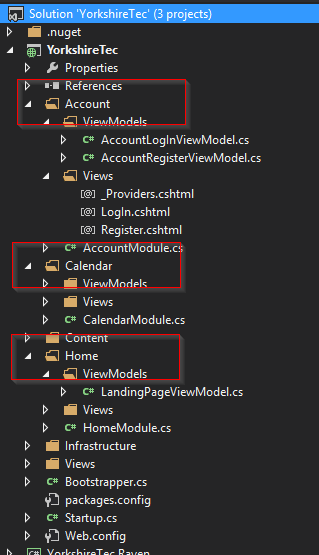 Solution 'YorkshireTec' (3 projects)
.nuget
YorkshireTec
Properties
References
Account
ViewModels
C# AccountLogInViewModel.cs
C# AccountRegisterViewModel.cs
Views
[@] _Providers.cshtml
[@] LogIn.cshtml
[@] Register.cshtml
C# AccountModule.cs
Calendar
ViewModels
Views
C# CalendarModule.cs
Content
Home
ViewModels
C# LandingPageViewModel.cs
Views
C# HomeModule.cs
Infrastructure
Views
C# Bootstrapper.cs
packages.config
C# Startup.cs
Web.config
C# YorkshireTec.Raven